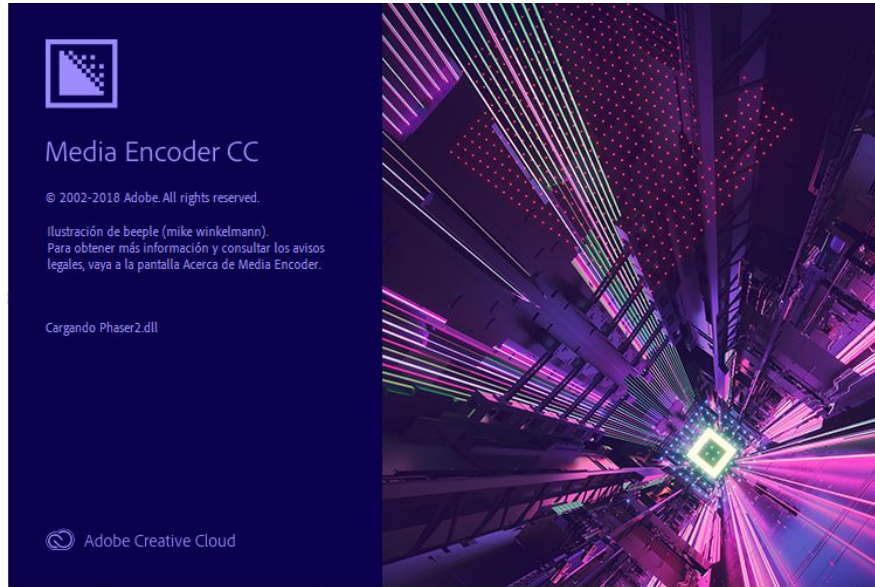 Media Encoder CC
© 2002-2018 Adobe. All rights reserved.
Ilustración de beeple (mike winkelmann).
Para obtener más información y consultar los avisos
legales, vaya a la pantalla Acerca de Media Encoder.
Cargando Phaser2.dll
Adobe Creative Cloud